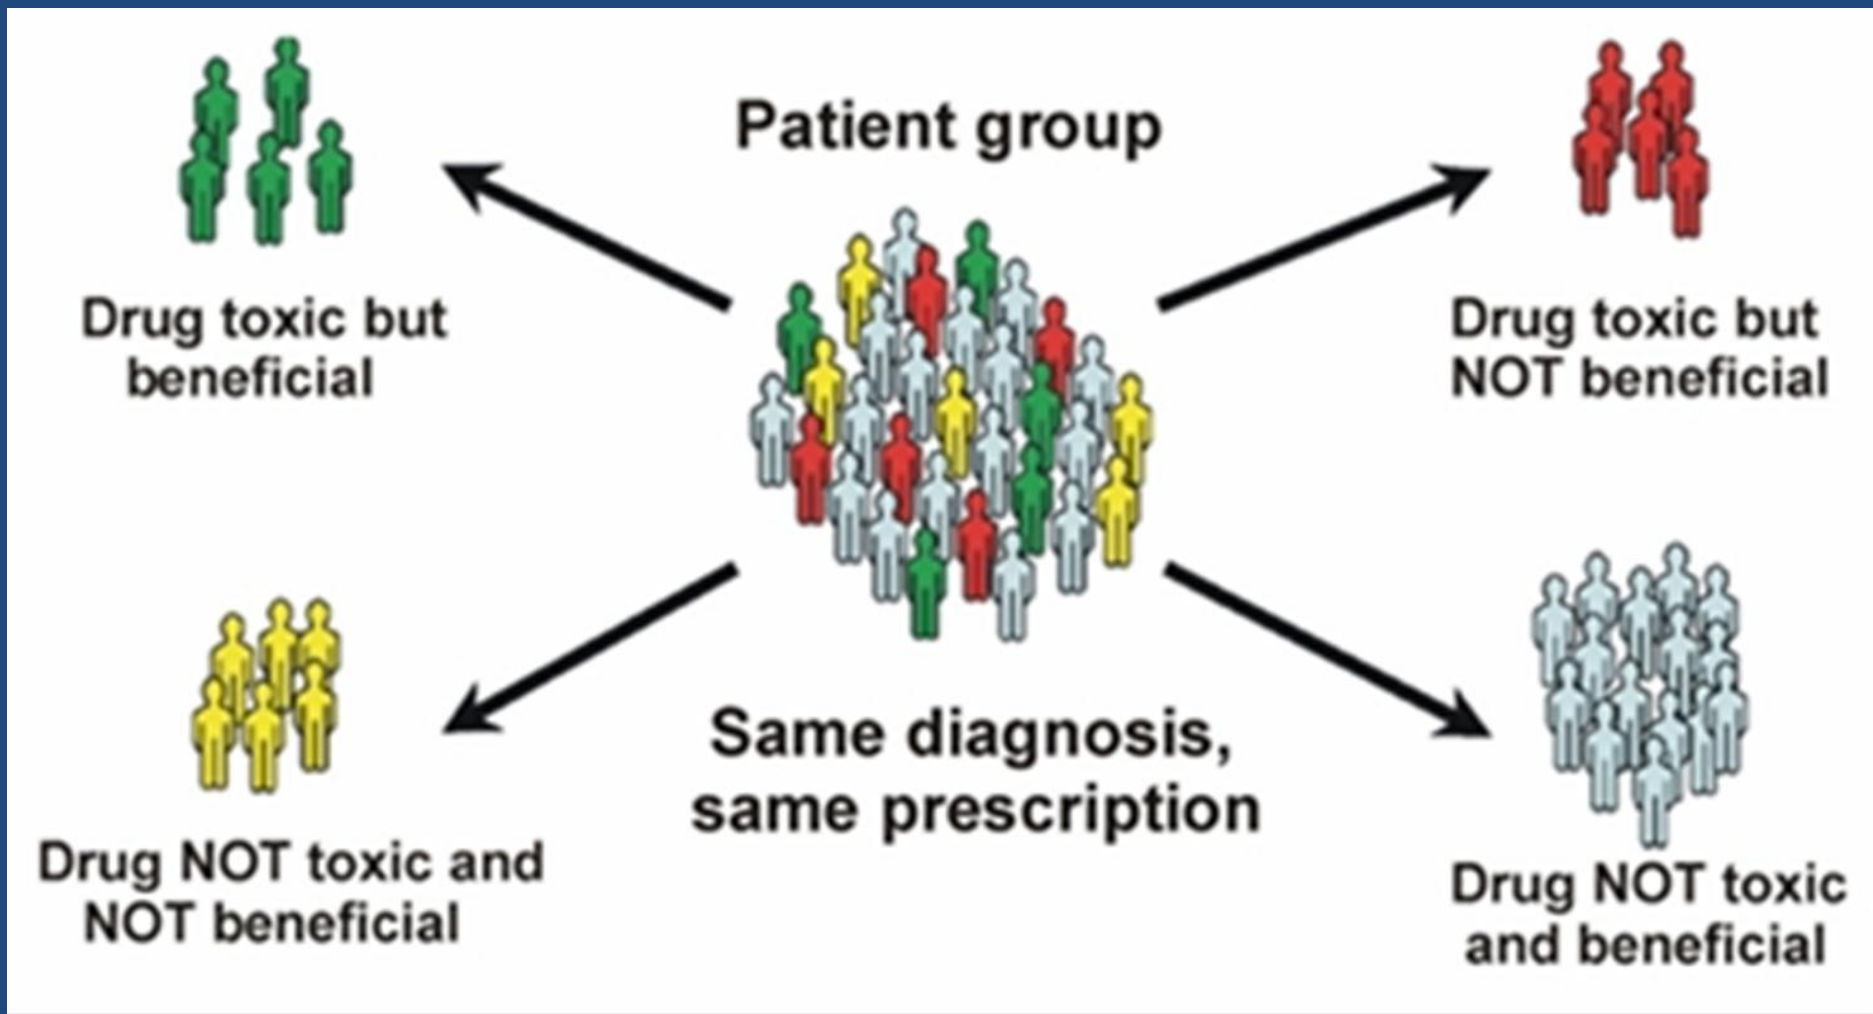 Patient group
Drug toxic but
beneficial
Drug toxic but
NOT beneficial
Same diagnosis,
same prescription
Drug NOT toxic and
NOT beneficial
Drug NOT toxic
and beneficial